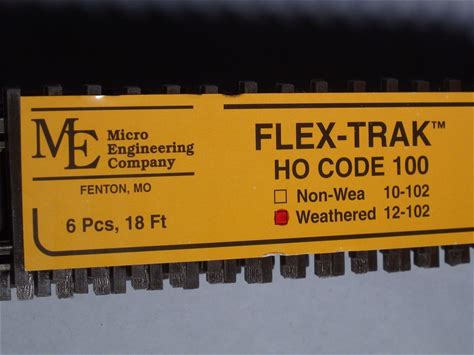 ME Micro
Engineering
Company
FENTON, MO
6 Pcs, 18 Ft
FLEX-TRAK™
HO CODE 100
Non-Wea 10-102
Weathered 12-102